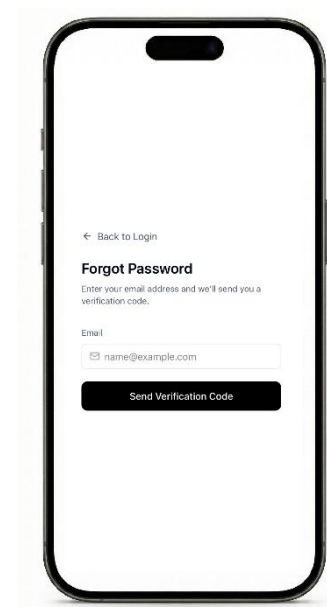 ← Back to Login
Forgot Password
Enter your email address and we'll send you a
verification code.
Email
name@example.com
Send Verification Code